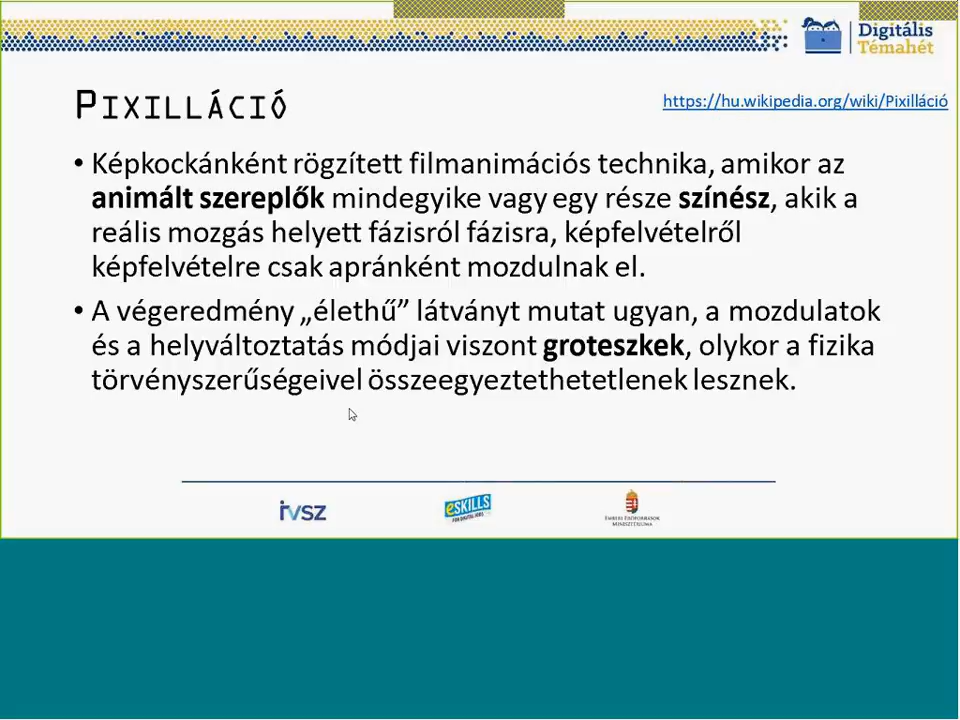 Digitális
Témahét
PIXILLÁCIÓ
https://hu.wikipedia.org/wiki/Pixilláció
• Képkockánként rögzített filmanimációs technika, amikor az
animált szereplők mindegyike vagy egy része színész, akik a
reális mozgás helyett fázisról fázisra, képfelvételről
képfelvételre csak apránként mozdulnak el.
• A végeredmény „élethű” látványt mutat ugyan, a mozdulatok
és a helyváltoztatás módjai viszont groteszkek, olykor a fizika
törvényszerűségeivel összeegyeztethetetlenek lesznek.
ivsz
eSKILLS
FOR DIGITAL JOBS
EMBERI ERŐFORRÁSOK
MINISZTÉRIUMA